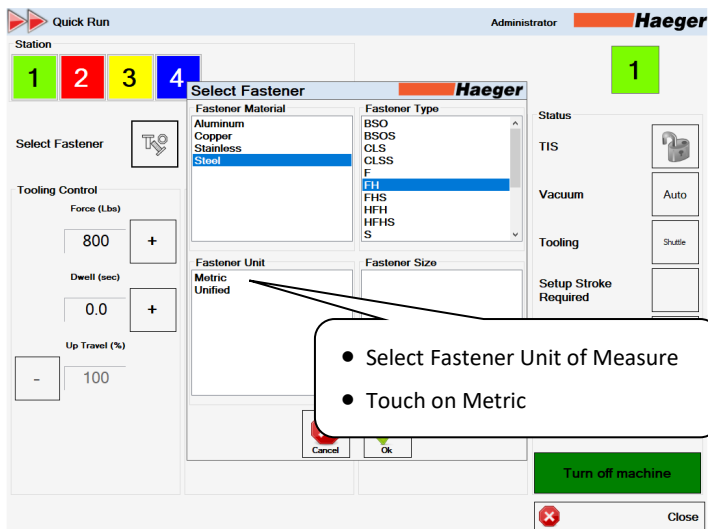 Quick Run
Administrator
Haeger
Station
1
2
3
4
1
Select Fastener
Haeger
Fastener Material
Aluminum
Copper
Stainless
Steel
Fastener Type
BSO
BSOS
CLS
CLSS
F
FH
FHS
HFH
HFHS
S
Fastener Unit
Metric
Unified
Fastener Size
Select Fastener
Tooling Control
Force (Lbs)
800
+
Dwell (sec)
0.0
+
Up Travel (%)
-
100
Status
TIS
Vacuum
Auto
Tooling
Shuttle
Setup Stroke
Required
• Select Fastener Unit of Measure
• Touch on Metric
Cancel
Ok
Turn off machine
Close